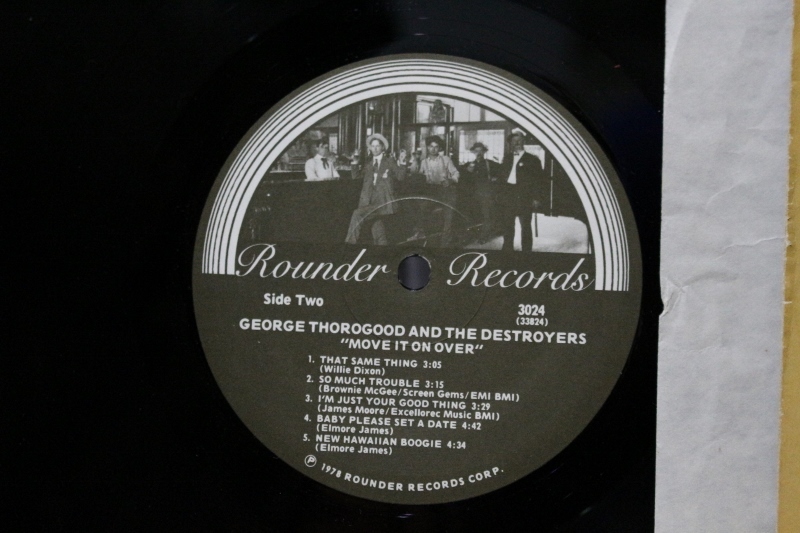 Rounder Records
Side Two
3024
(33824)
GEORGE THOROGOOD AND THE DESTROYERS
"MOVE IT ON OVER"
1. THAT SAME THING 3:05
(Willie Dixon)
2. SO MUCH TROUBLE 3:15
(Brownie McGee/Screen Gems/EMI BMI)
3. I'M JUST YOUR GOOD THING 3:29
(James Moore/Excellorec Music BMI)
4. BABY PLEASE SET A DATE 4:42
(Elmore James)
5. NEW HAWAIIAN BOOGIE 4:34
(Elmore James)
℗ 1978 ROUNDER RECORDS CORP.